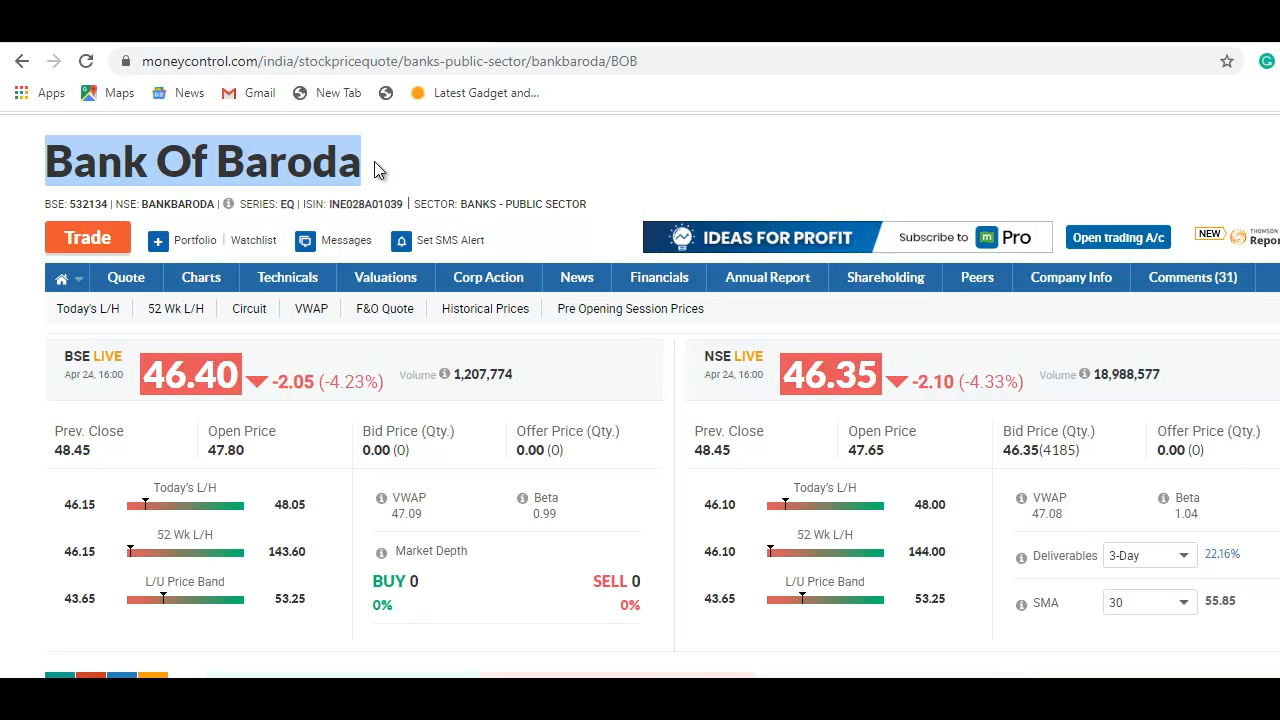 moneycontrol.com/india/stockpricequote/banks-public-sector/bankbaroda/BOB
Apps Maps News Gmail New Tab Latest Gadget and...
Bank Of Baroda
BSE: 532134 | NSE: BANKBARODA | SERIES: EQ | ISIN: INE028A01039 | SECTOR: BANKS - PUBLIC SECTOR
Trade Portfolio | Watchlist Messages Set SMS Alert IDEAS FOR PROFIT Subscribe to m Pro Open trading A/c NEW THOMSON
Repor
Quote Charts Technicals Valuations Corp Action News Financials Annual Report Shareholding Peers Company Info Comments (31)
Today's L/H 52 Wk L/H Circuit VWAP F&O Quote Historical Prices Pre Opening Session Prices
BSE LIVE
Apr 24, 16:00
46.40 -2.05 (-4.23%) Volume 1,207,774
NSE LIVE
Apr 24, 16:00
46.35 -2.10 (-4.33%) Volume 18,988,577
Prev. Close Open Price Bid Price (Qty.) Offer Price (Qty.)
48.45 47.80 0.00 (0) 0.00 (0)
Today's L/H
46.15 48.05
52 Wk L/H
46.15 143.60
L/U Price Band
43.65 53.25
VWAP Beta
47.09 0.99
Market Depth
BUY 0 SELL 0
0% 0%
Prev. Close Open Price Bid Price (Qty.) Offer Price (Qty.)
48.45 47.65 46.35(4185) 0.00 (0)
Today's L/H
46.10 48.00
52 Wk L/H
46.10 144.00
L/U Price Band
43.65 53.25
VWAP Beta
47.08 1.04
Deliverables 3-Day 22.16%
SMA 30 55.85